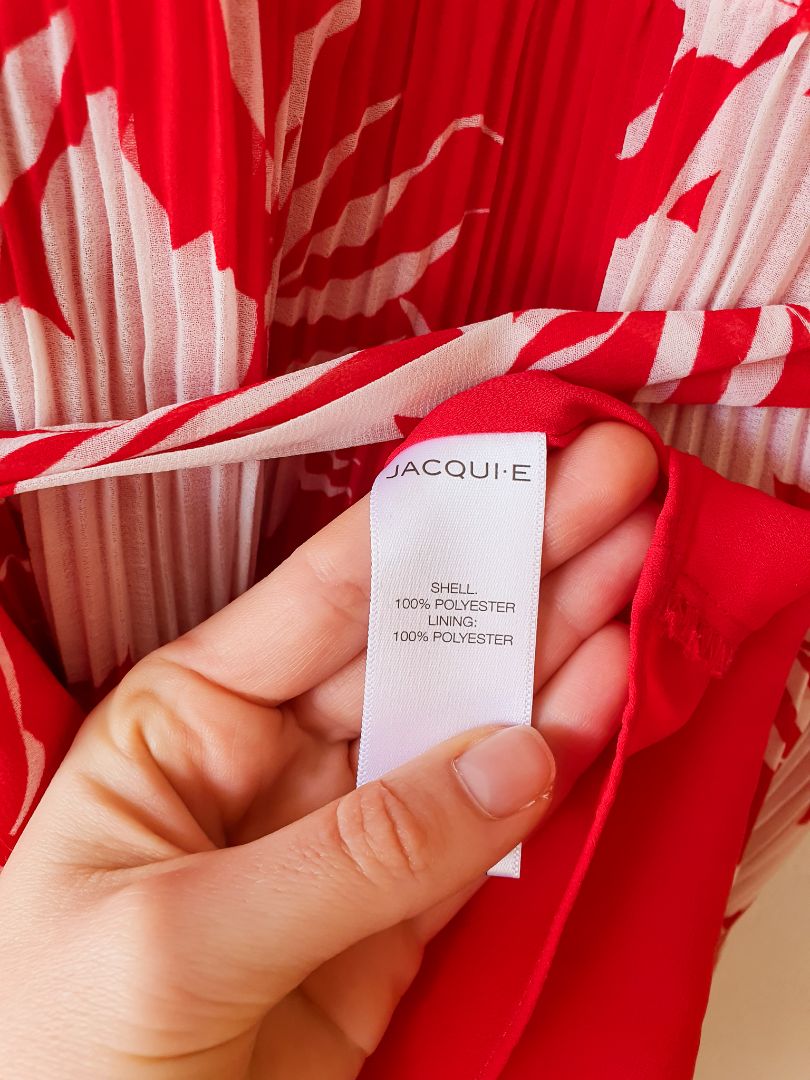 JACQUI·E
SHELL.
100% POLYESTER
LINING:
100% POLYESTER